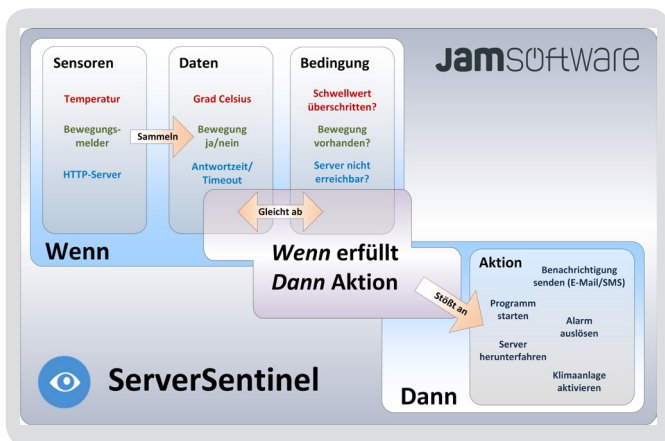 Jamsoftware
Sensoren
Temperatur
Bewegungs-
melder
HTTP-Server
Sammeln
Daten
Grad Celsius
Bewegung
ja/nein
Antwortzeit/
Timeout
Bedingung
Schwellwert
überschritten?
Bewegung
vorhanden?
Server nicht
erreichbar?
Gleicht ab
Wenn
Wenn erfüllt
Dann Aktion
Stößt an
Aktion
Benachrichtigung
senden (E-Mail/SMS)
Programm
starten
Alarm
auslösen
Server
herunterfahren
Klimaanlage
aktivieren
Dann
ServerSentinel